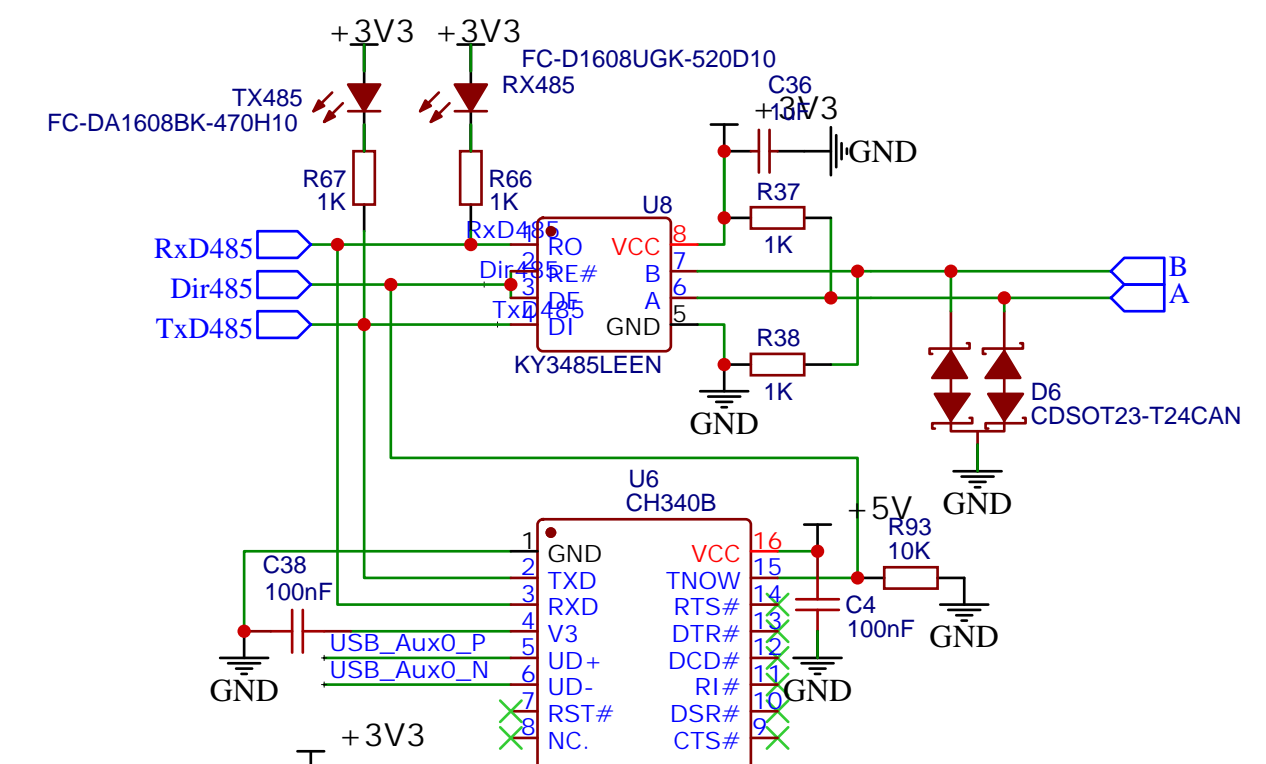 +3V3
+3V3
FC-D1608UGK-520D10
TX485
RX485
FC-DA1608BK-470H10
C36
1uF
+3V3
GND
R67
1K
R66
1K
R37
1K
U8
RxD485
Dir485
TxD485
RxD485
Dir485
TxD485
1 RO
2 RE#
3 DE
4 DI
VCC 8
B 7
A 6
GND 5
KY3485LEEN
B
A
R38
1K
GND
D6
CDSOT23-T24CAN
GND
U6
CH340B
+5V
R93
10K
1 GND
2 TXD
3 RXD
4 V3
5 UD+
6 UD-
7 RST#
8 NC.
VCC 16
TNOW 15
RTS# 14
DTR# 13
DCD# 12
RI# 11
DSR# 10
CTS# 9
C38
100nF
USB_Aux0_P
USB_Aux0_N
GND
C4
100nF
GND
GND
+3V3